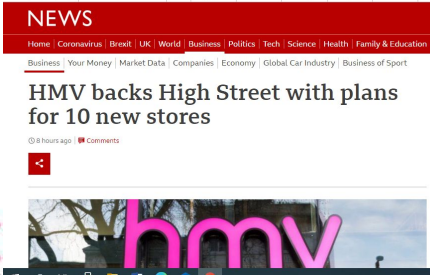 NEWS
Home Coronavirus Brexit UK World Business Politics Tech Science Health Family & Education
Business Your Money Market Data Companies Economy Global Car Industry Business of Sport
HMV backs High Street with plans
for 10 new stores
8 hours ago Comments
hmv